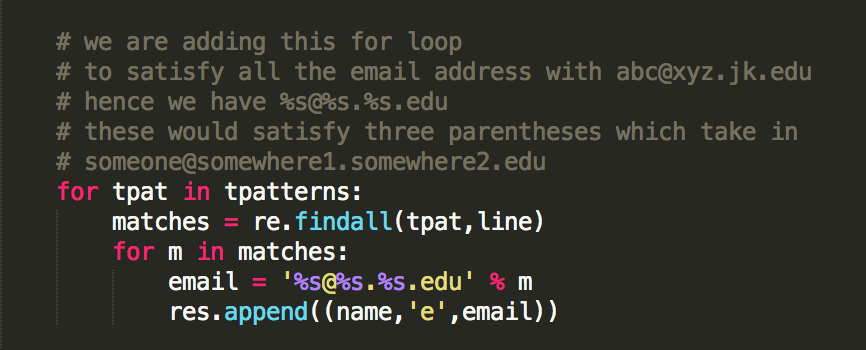 # we are adding this for loop
# to satisfy all the email address with abc@xyz.jk.edu
# hence we have %s@%s.%s.edu
# these would satisfy three parentheses which take in
# someone@somewhere1.somewhere2.edu
for tpat in tpatterns:
    matches = re.findall(tpat,line)
    for m in matches:
        email = '%s@%s.%s.edu' % m
        res.append((name,'e',email))